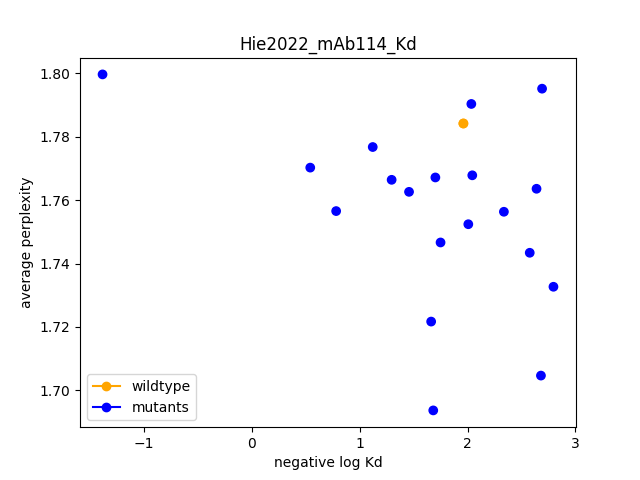 Hie2022_mAb114_Kd
average perplexity
1.80
1.78
1.76
1.74
1.72
1.70
wildtype
mutants
−1
0
1
2
3
negative log Kd